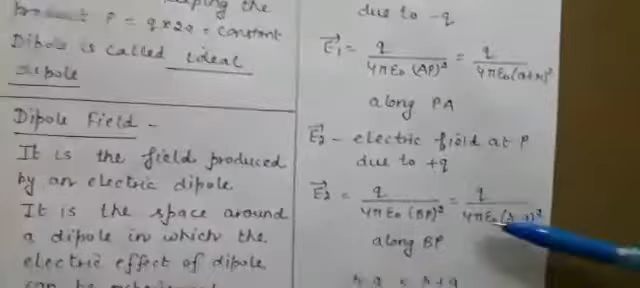 the
P = q x 2a = constant
Dipole is called ideal
dipole
Dipole Field -
It is the field produced
by an electric dipole.
It is the space around
a dipole in which the
electric effect of dipole
can be
due to -q
E⃗₁ = q / 4πε₀ (AP)² = q / 4πε₀
along PA
E⃗₂ - electric field at P
due to +q
E⃗₂ = q / 4πε₀ (BP)² = q / 4πε₀
along BP